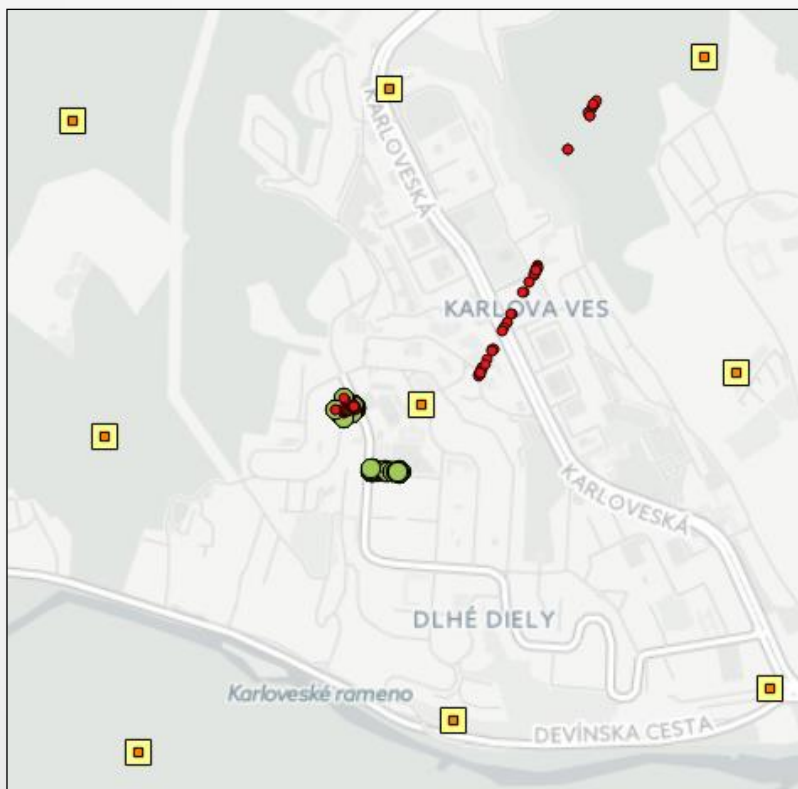 KARLOVESKÁ
KARLOVA VES
KARLOVESKÁ
DLHÉ DIELY
Karloveské rameno
DEVÍNSKA CESTA